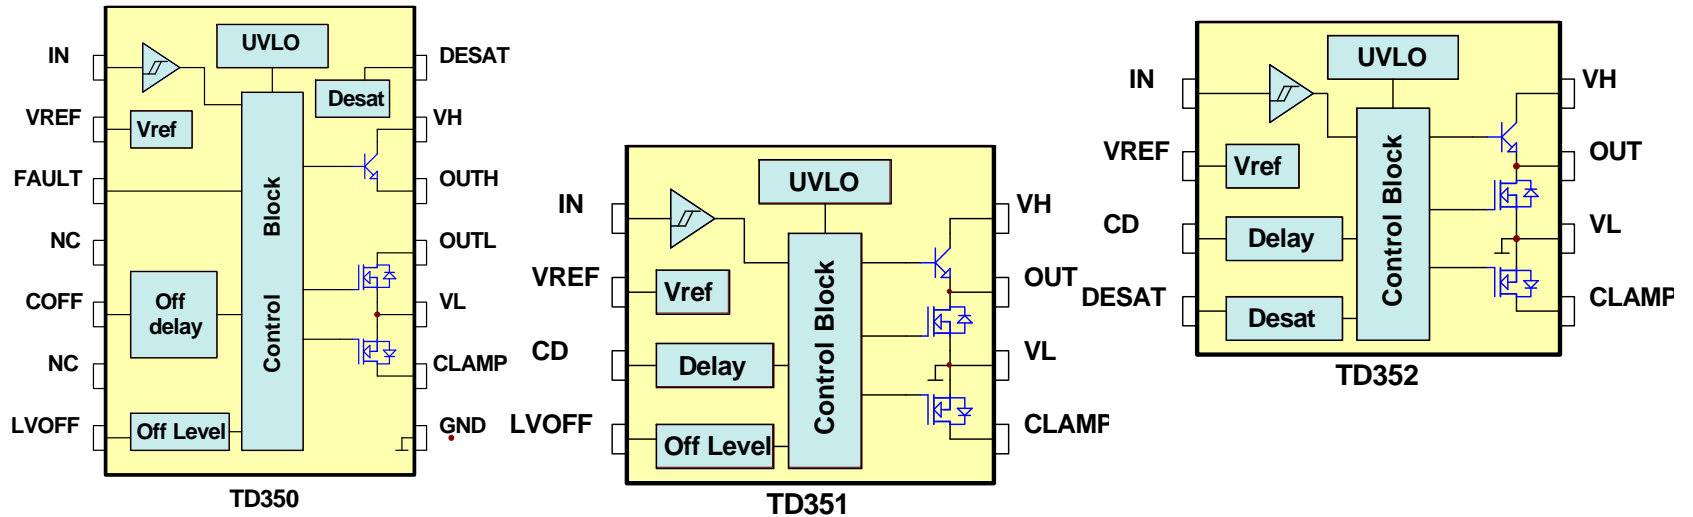 IN
UVLO
DESAT
Desat
VREF
Vref
VH
FAULT
OUTH
Control Block
NC
OUTL
COFF
Off
delay
VL
NC
CLAMP
LVOFF
Off Level
GND
TD350
UVLO
IN
VH
VREF
Vref
OUT
Control Block
CD
Delay
VL
LVOFF
Off Level
CLAMP
TD351
UVLO
IN
VH
VREF
Vref
OUT
Control Block
CD
Delay
VL
DESAT
Desat
CLAMP
TD352